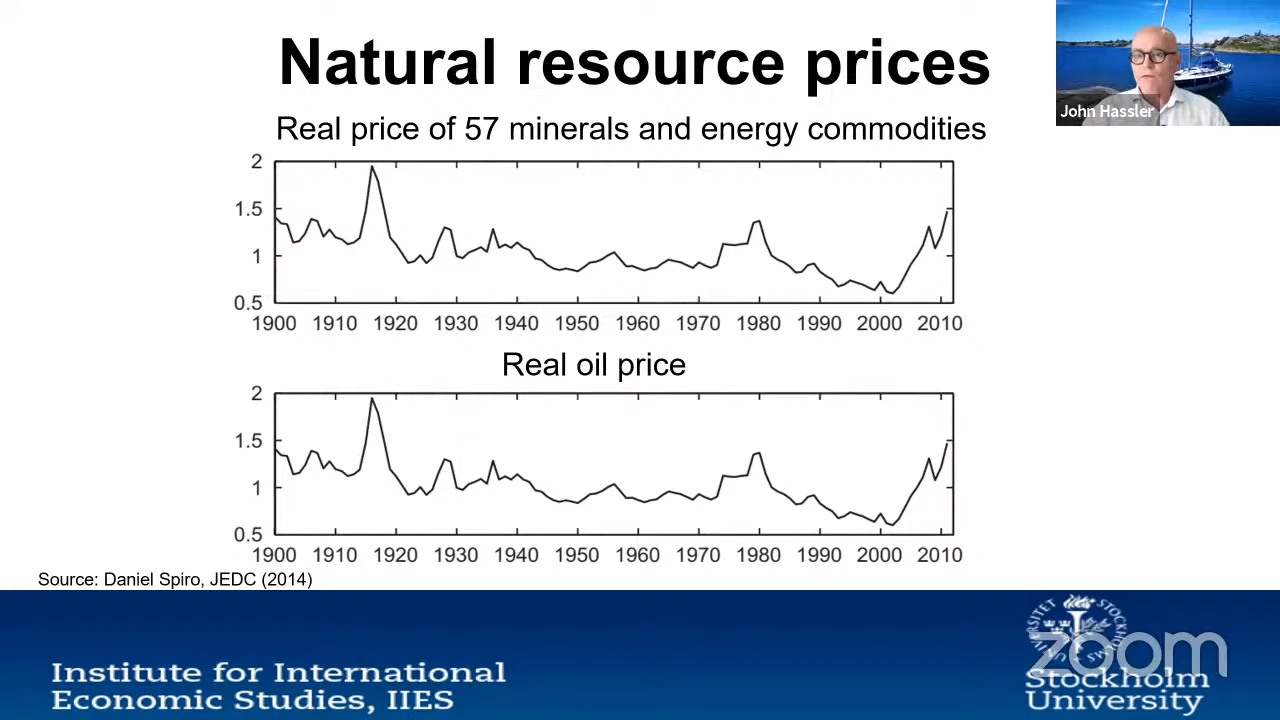 Natural resource prices
John Hassler
Real price of 57 minerals and energy commodities
2
1.5
1
0.5
1900 1910 1920 1930 1940 1950 1960 1970 1980 1990 2000 2010
Real oil price
2
1.5
1
0.5
1900 1910 1920 1930 1940 1950 1960 1970 1980 1990 2000 2010
Source: Daniel Spiro, JEDC (2014)
Institute for International
Economic Studies, IIES
zoom
Stockholm
University